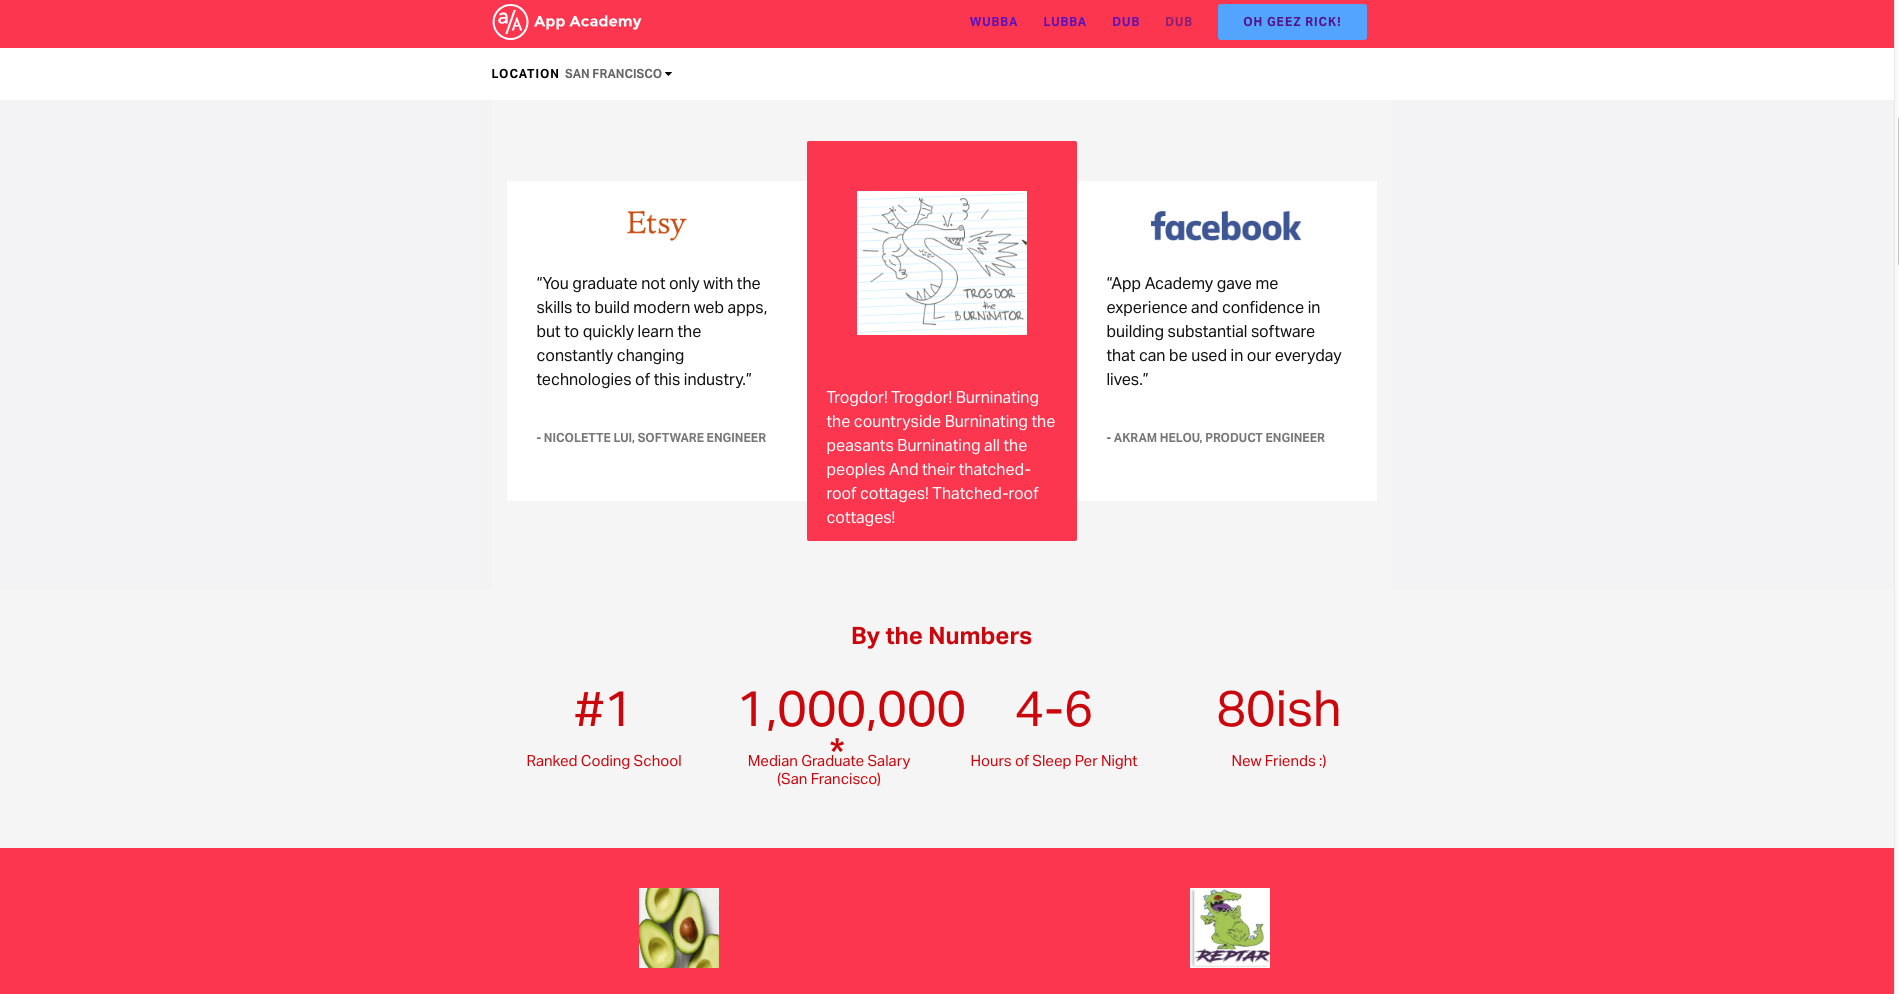 a/A App Academy
WUBBA LUBBA DUB DUB OH GEEZ RICK!
LOCATION SAN FRANCISCO
Etsy
“You graduate not only with the
skills to build modern web apps,
but to quickly learn the
constantly changing
technologies of this industry.”
- NICOLETTE LUI, SOFTWARE ENGINEER
TROGDOR
the
BURNINATOR
Trogdor! Trogdor! Burninating
the countryside Burninating the
peasants Burninating all the
peoples And their thatched-
roof cottages! Thatched-roof
cottages!
facebook
“App Academy gave me
experience and confidence in
building substantial software
that can be used in our everyday
lives.”
- AKRAM HELOU, PRODUCT ENGINEER
By the Numbers
#1
Ranked Coding School
1,000,000
*
Median Graduate Salary
(San Francisco)
4-6
Hours of Sleep Per Night
80ish
New Friends :)
REPTAR